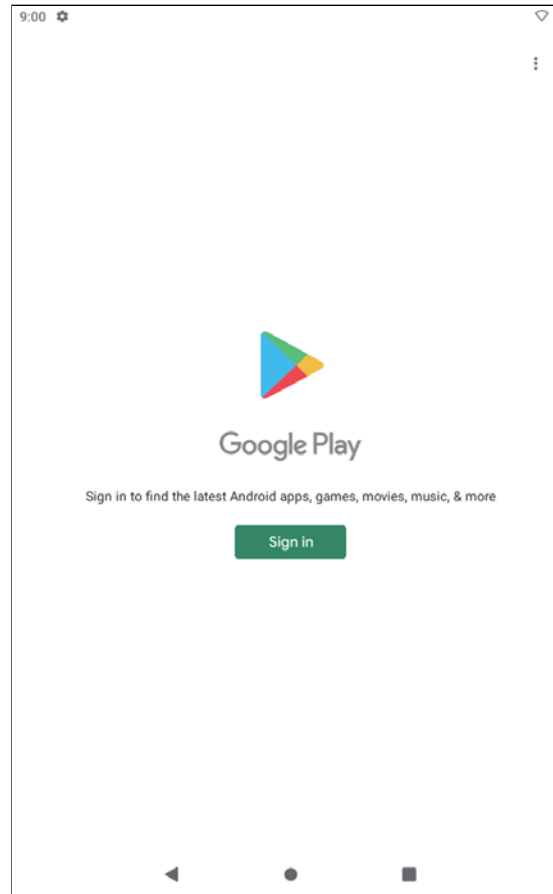 9:00
Google Play
Sign in to find the latest Android apps, games, movies, music, & more
Sign in